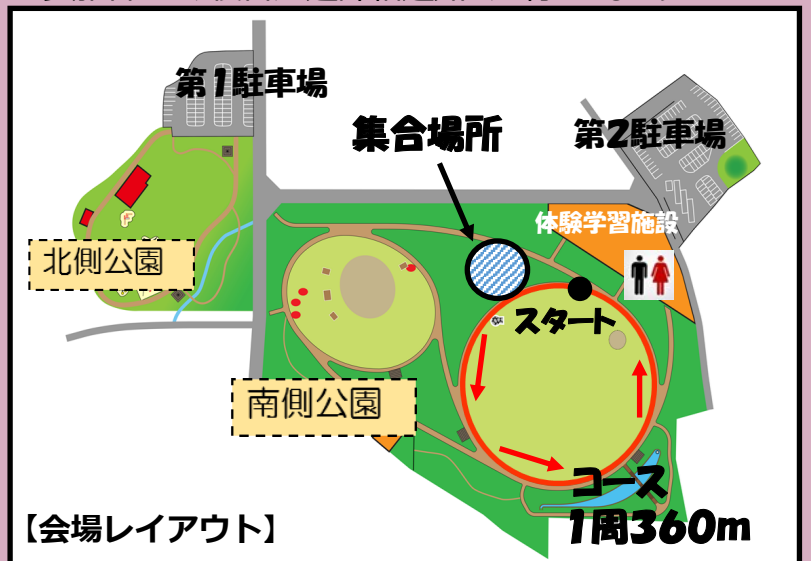 第1駐車場
集合場所
第2駐車場
体験学習施設
北側公園
スタート
南側公園
コース
1周360m
【会場レイアウト】